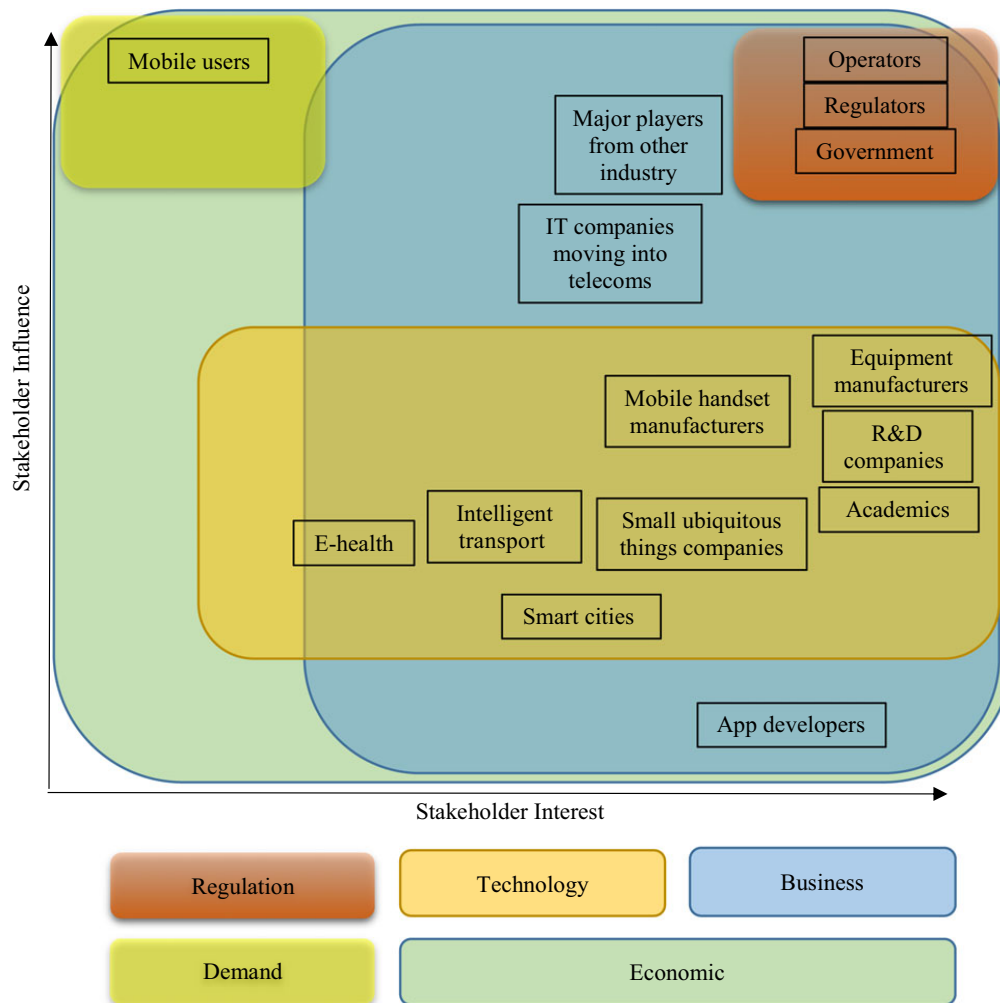 Mobile users
Operators
Regulators
Government
Major players
from other
industry
IT companies
moving into
telecoms
Equipment
manufacturers
Mobile handset
manufacturers
R&D
companies
Academics
Intelligent
transport
Small ubiquitous
things companies
E-health
Smart cities
App developers
Stakeholder Influence
Stakeholder Interest
Regulation
Technology
Business
Demand
Economic